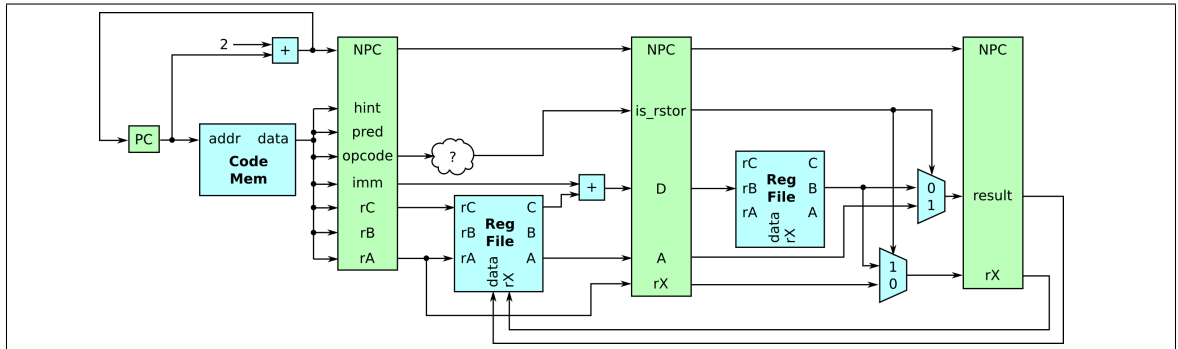 2
+
PC
addr data
Code
Mem
NPC
hint
pred
opcode
imm
rC
rB
rA
?
+
rC C
rB B
rA A
Reg
File
data
rX
NPC
is_rstor
D
A
rX
rC C
rB B
rA A
Reg
File
data
rX
0
1
1
0
NPC
result
rX